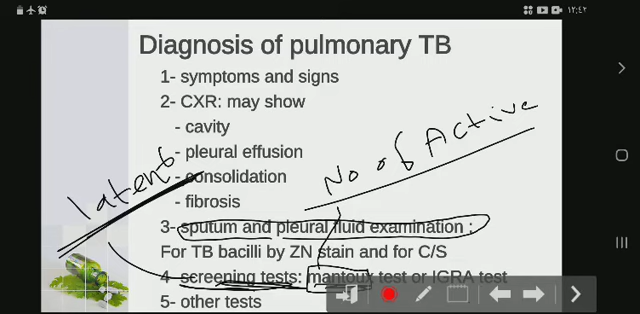 ١٢:٤٢
Diagnosis of pulmonary TB
1- symptoms and signs
2- CXR: may show
- cavity
- pleural effusion
- consolidation
- fibrosis
3- sputum and pleural fluid examination :
For TB bacilli by ZN stain and for C/S
4- screening tests: mantoux test or IGRA test
5- other tests
latent
No of Active